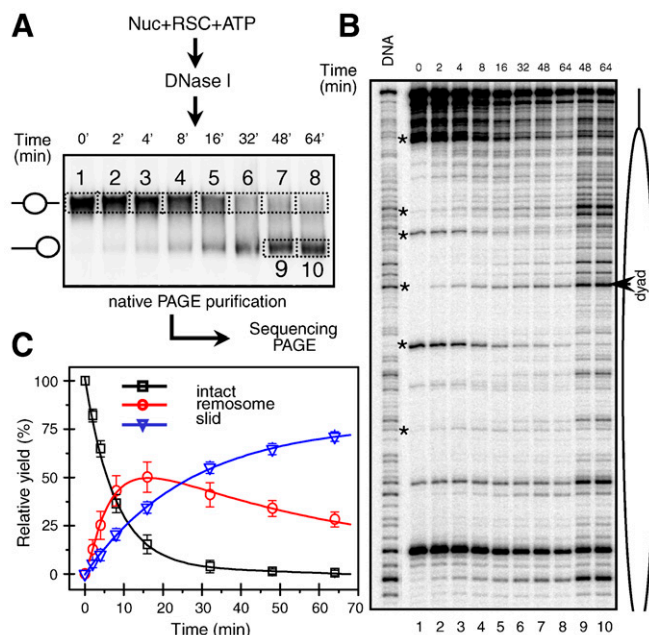 A
Nuc+RSC+ATP
DNase I
Time (min) 0' 2' 4' 8' 16' 32' 48' 64'
1 2 3 4 5 6 7 8
9 10
native PAGE purification
Sequencing
PAGE
B
DNA
Time (min) 0 2 4 8 16 32 48 64 48 64
*
*
*
*
*
*
dyad
1 2 3 4 5 6 7 8 9 10
C
Relative yield (%)
100
75
50
25
0
intact
remosome
slid
0 10 20 30 40 50 60 70
Time (min)